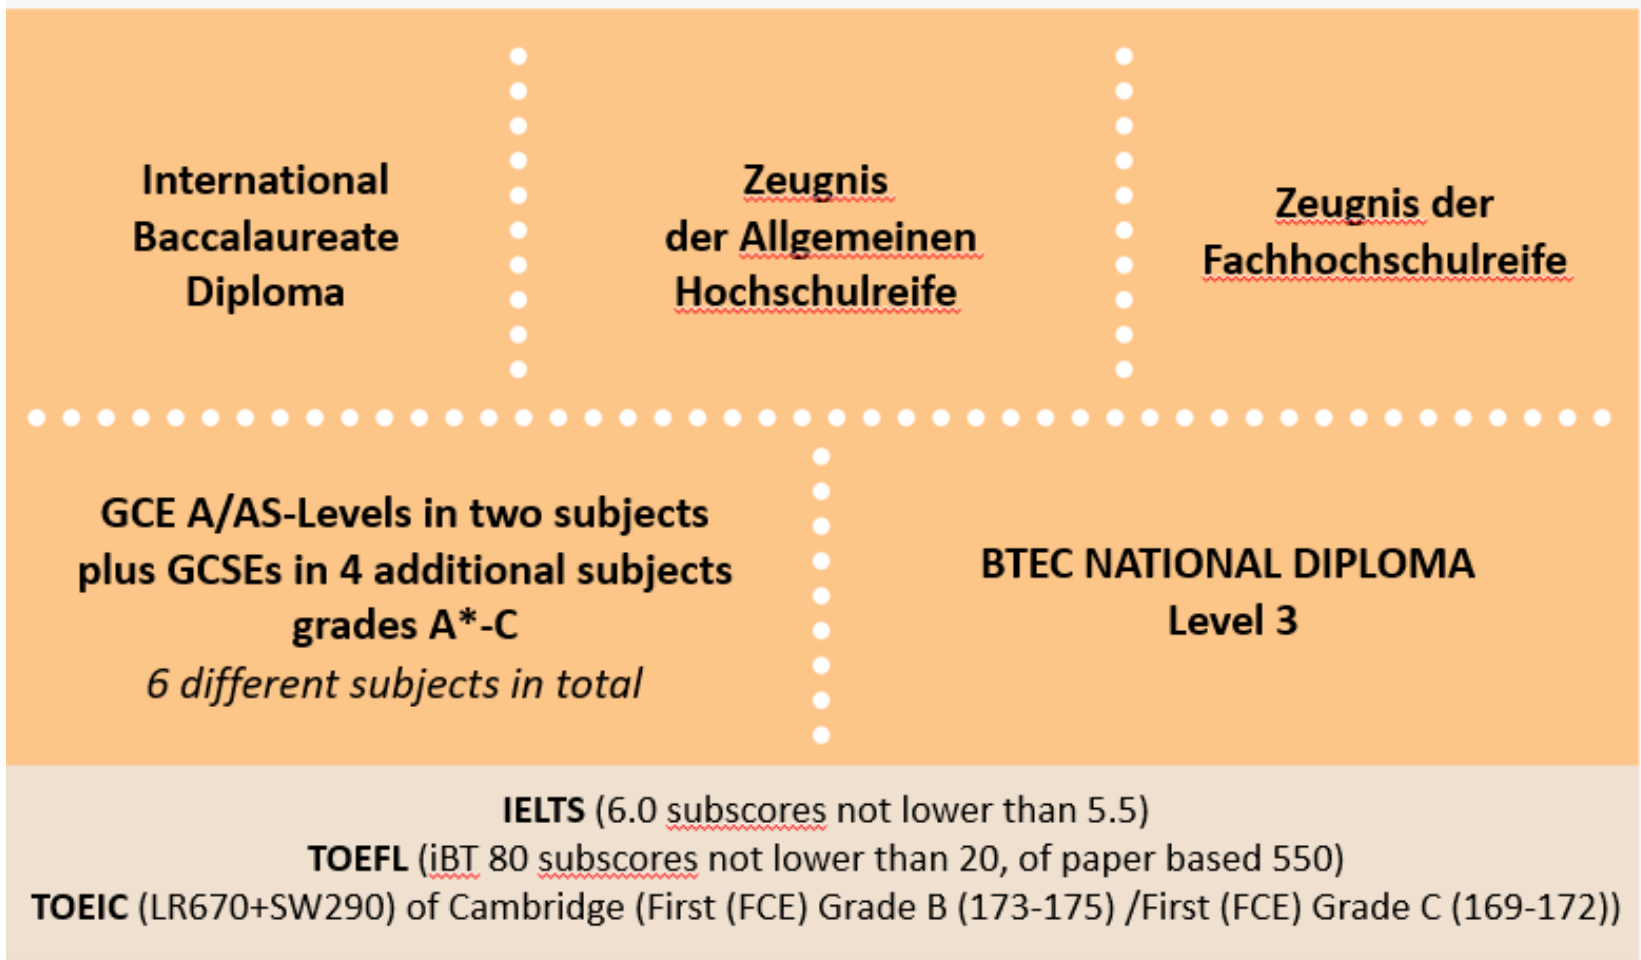 International
Baccalaureate
Diploma
Zeugnis
der Allgemeinen
Hochschulreife
Zeugnis der
Fachhochschulreife
GCE A/AS-Levels in two subjects
plus GCSEs in 4 additional subjects
grades A*-C
6 different subjects in total
BTEC NATIONAL DIPLOMA
Level 3
IELTS (6.0 subscores not lower than 5.5)
TOEFL (iBT 80 subscores not lower than 20, of paper based 550)
TOEIC (LR670+SW290) of Cambridge (First (FCE) Grade B (173-175) /First (FCE) Grade C (169-172))